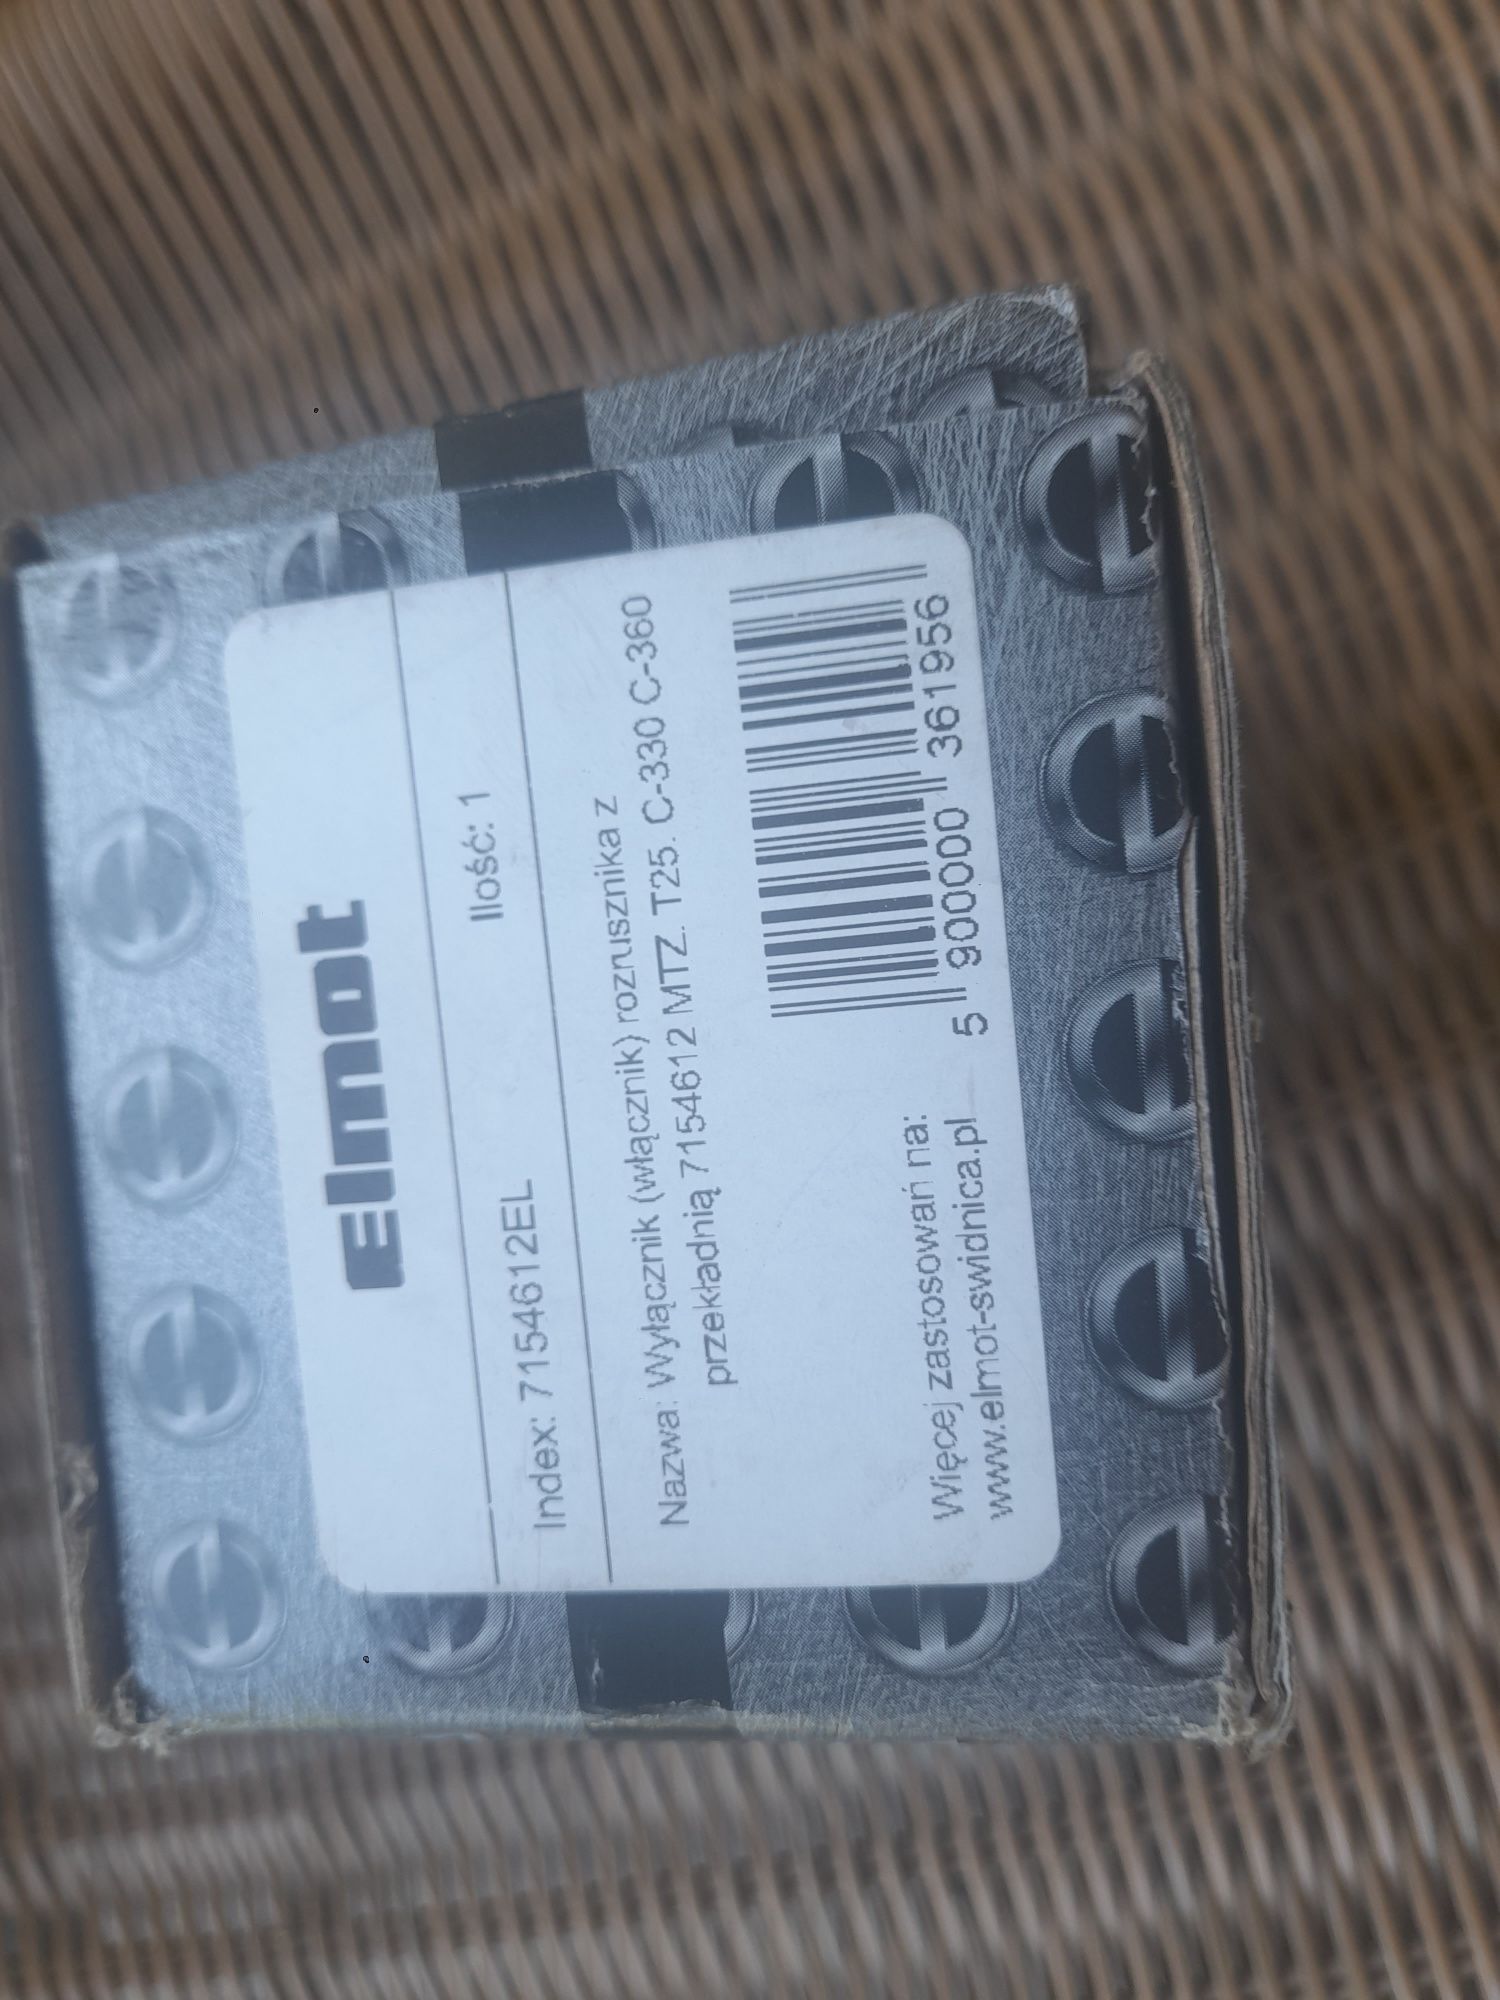 Elmot
Index: 7154612EL Ilość: 1
Nazwa: Wyłącznik (włącznik) rozrusznika z
przekładnią 7154612 MTZ. T25. C-330 C-360
Więcej zastosowań na:
www.elmot-swidnica.pl
5 900000 361956